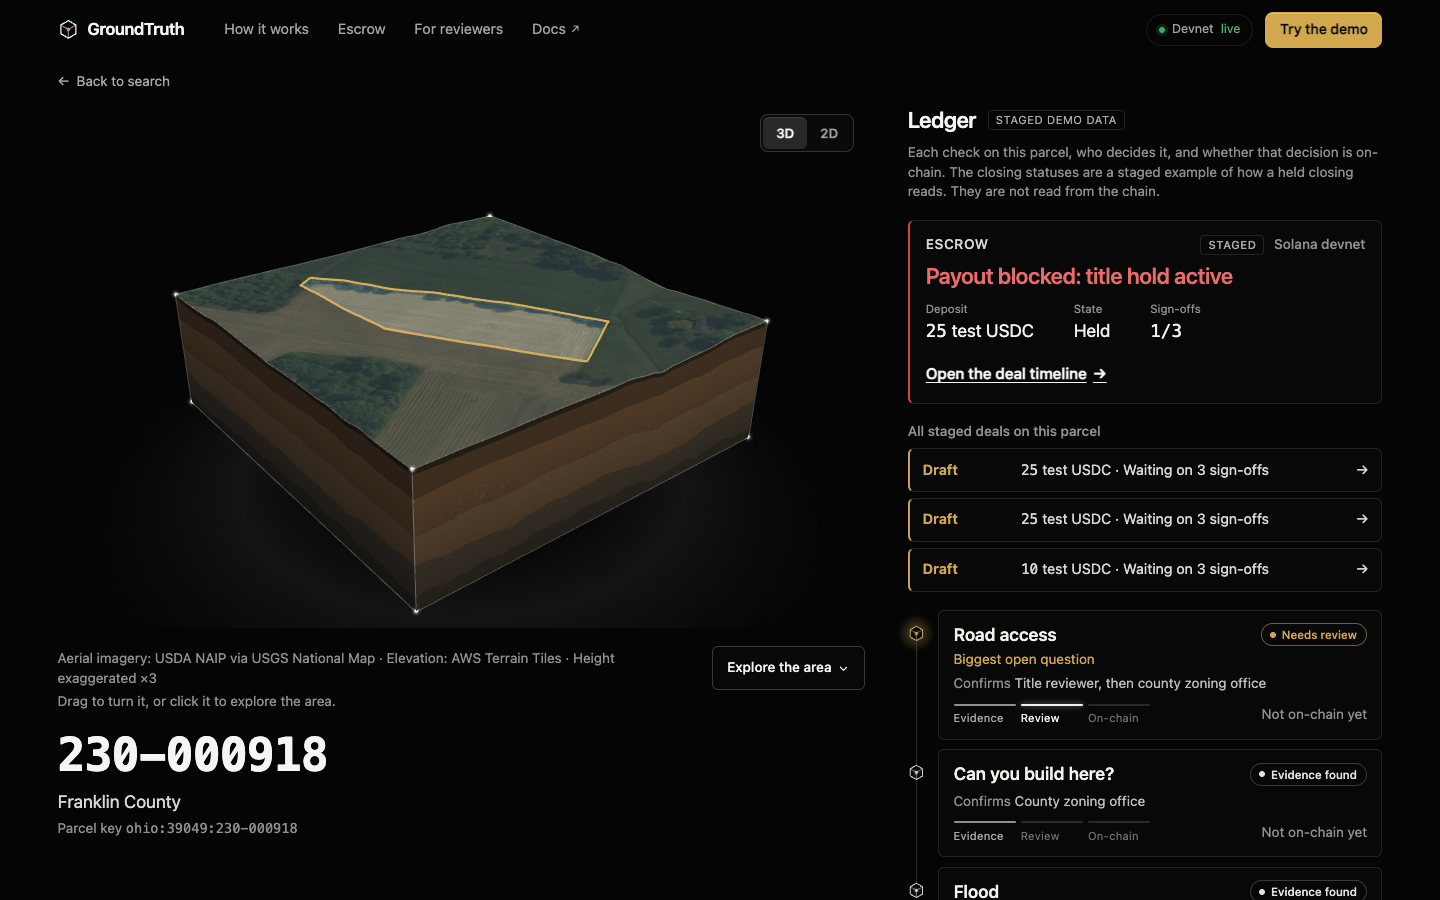 GroundTruth
How it works
Escrow
For reviewers
Docs ↗
Devnet live
Try the demo
← Back to search
3D
2D
Aerial imagery: USDA NAIP via USGS National Map · Elevation: AWS Terrain Tiles · Height
exaggerated ×3
Drag to turn it, or click it to explore the area.
Explore the area
230-000918
Franklin County
Parcel key ohio:39049:230-000918
Ledger
STAGED DEMO DATA
Each check on this parcel, who decides it, and whether that decision is on-
chain. The closing statuses are a staged example of how a held closing
reads. They are not read from the chain.
ESCROW
STAGED
Solana devnet
Payout blocked: title hold active
Deposit
State
Sign-offs
25 test USDC
Held
1/3
Open the deal timeline →
All staged deals on this parcel
Draft 25 test USDC · Waiting on 3 sign-offs →
Draft 25 test USDC · Waiting on 3 sign-offs →
Draft 10 test USDC · Waiting on 3 sign-offs →
Road access
Needs review
Biggest open question
Confirms Title reviewer, then county zoning office
Evidence
Review
On-chain
Not on-chain yet
Can you build here?
Evidence found
Confirms County zoning office
Evidence
Review
On-chain
Not on-chain yet
Flood
Evidence found